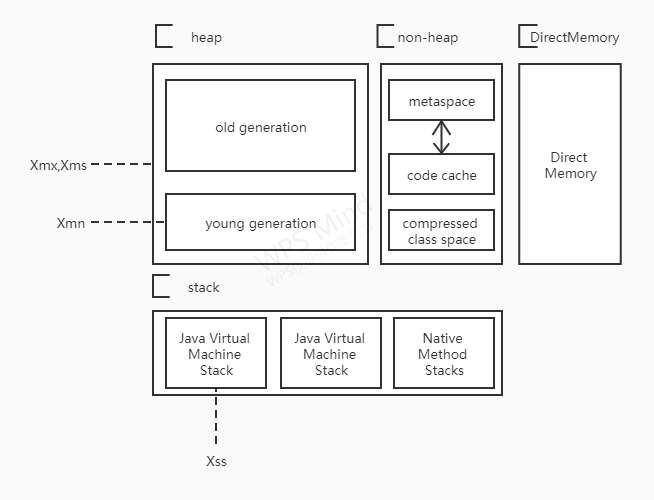 heap
non-heap
DirectMemory
old generation
metaspace
Direct
Memory
Xmx,Xms
code cache
Xmn
young generation
compressed
class space
WPS Mind
stack
Java Virtual
Machine
Stack
Java Virtual
Machine
Stack
Native
Method
Stacks
Xss